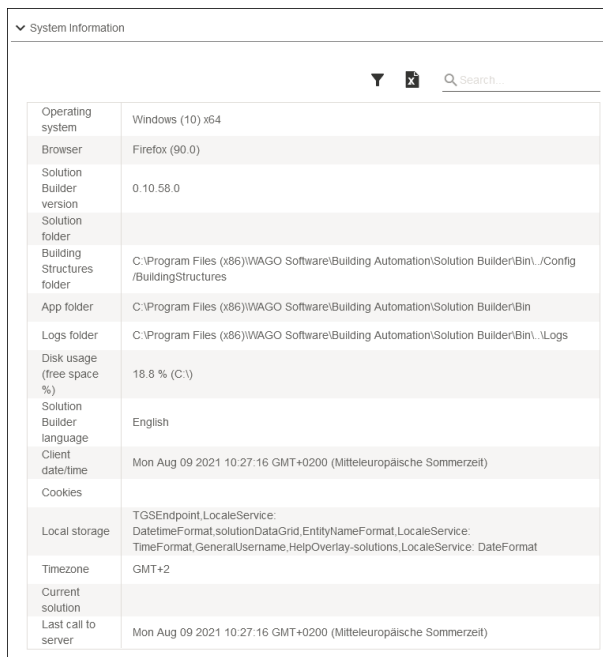 System Information
Search...
Operating
system
Windows (10) x64
Browser
Firefox (90.0)
Solution
Builder
version
0.10.58.0
Solution
folder
Building
Structures
folder
C:\Program Files (x86)\WAGO Software\Building Automation\Solution Builder\Bin\../Config
/BuildingStructures
App folder
C:\Program Files (x86)\WAGO Software\Building Automation\Solution Builder\Bin
Logs folder
C:\Program Files (x86)\WAGO Software\Building Automation\Solution Builder\Bin\..\Logs
Disk usage
(free space
%)
18.8 % (C:\)
Solution
Builder
language
English
Client
date/time
Mon Aug 09 2021 10:27:16 GMT+0200 (Mitteleuropäische Sommerzeit)
Cookies
Local storage
TGSEndpoint,LocaleService:
DatetimeFormat,solutionDataGrid,EntityNameFormat,LocaleService:
TimeFormat,GeneralUsername,HelpOverlay-solutions,LocaleService: DateFormat
Timezone
GMT+2
Current
solution
Last call to
server
Mon Aug 09 2021 10:27:16 GMT+0200 (Mitteleuropäische Sommerzeit)